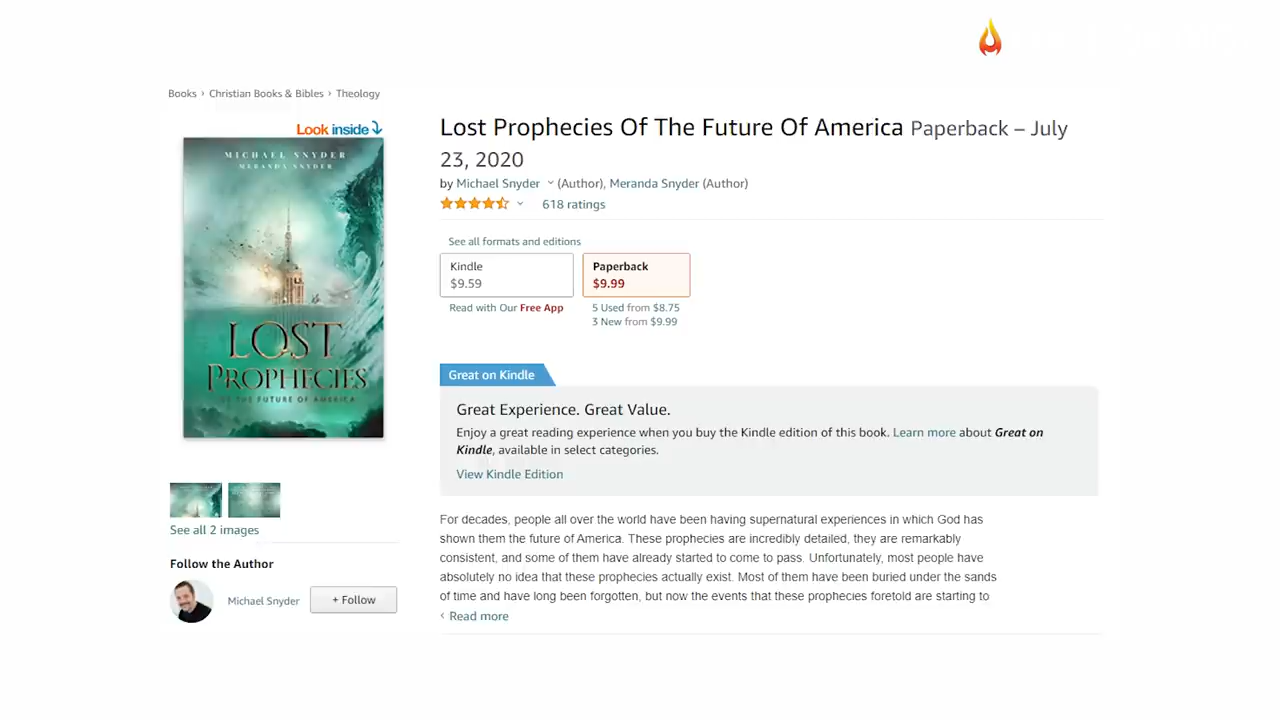 Books › Christian Books & Bibles › Theology
Look inside
MICHAEL SNYDER
MERANDA SNYDER
LOST
PROPHECIES
OF THE FUTURE OF AMERICA
See all 2 images
Follow the Author
Michael Snyder
+ Follow
Lost Prophecies Of The Future Of America Paperback – July
23, 2020
by Michael Snyder (Author), Meranda Snyder (Author)
618 ratings
See all formats and editions
Kindle
$9.59
Read with Our Free App
Paperback
$9.99
5 Used from $8.75
3 New from $9.99
Great on Kindle
Great Experience. Great Value.
Enjoy a great reading experience when you buy the Kindle edition of this book. Learn more about Great on
Kindle, available in select categories.
View Kindle Edition
For decades, people all over the world have been having supernatural experiences in which God has
shown them the future of America. These prophecies are incredibly detailed, they are remarkably
consistent, and some of them have already started to come to pass. Unfortunately, most people have
absolutely no idea that these prophecies actually exist. Most of them have been buried under the sands
of time and have long been forgotten, but now the events that these prophecies foretold are starting to
‹ Read more